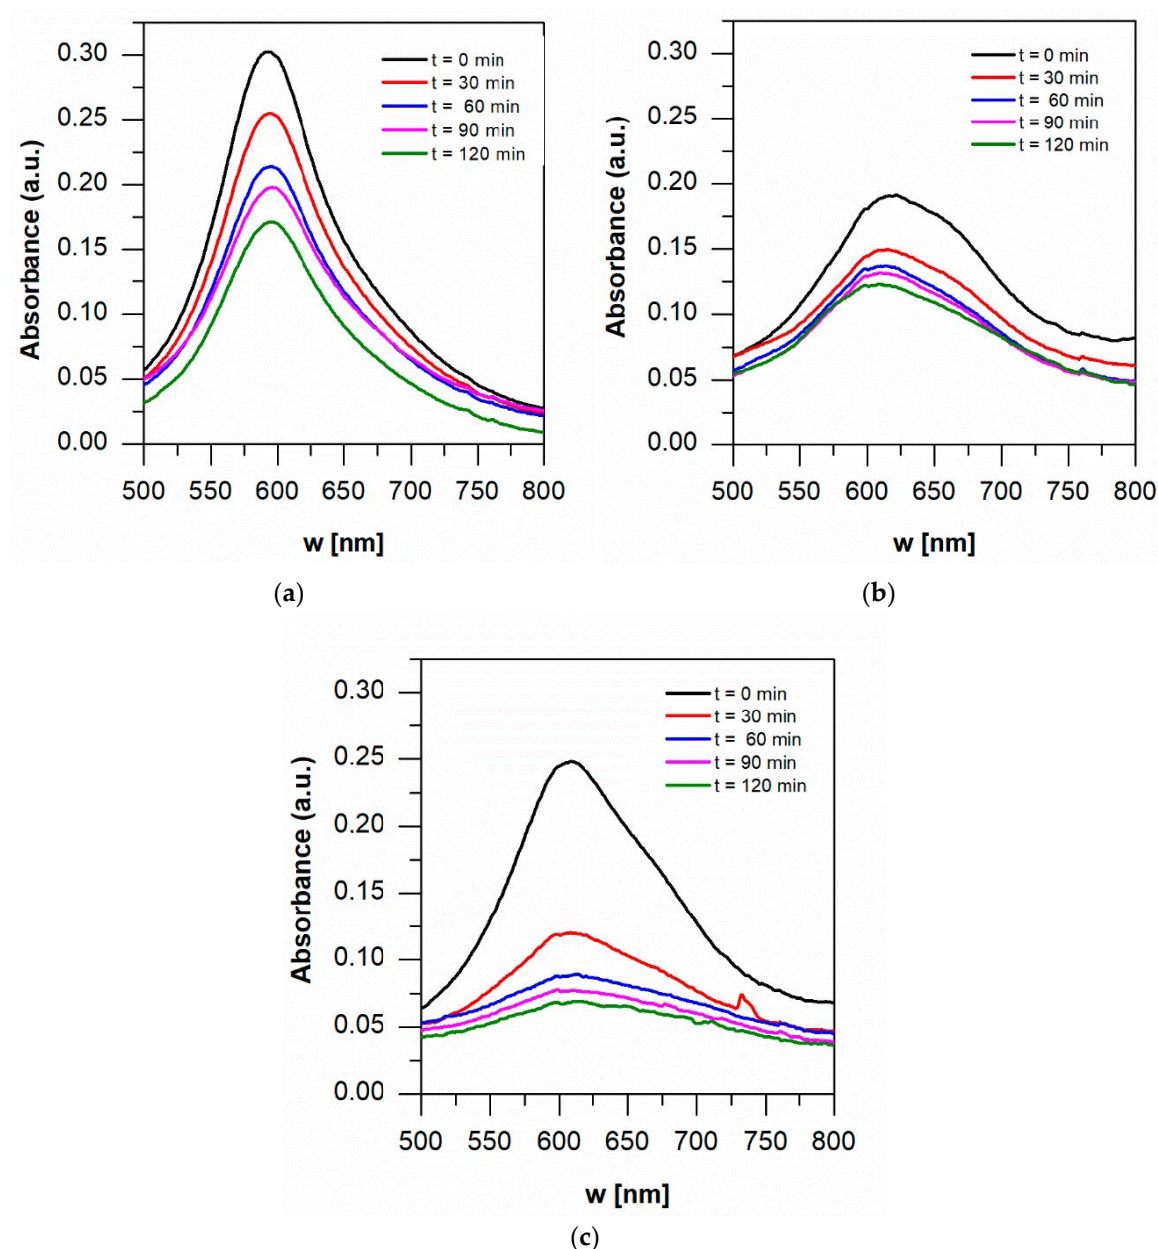 0.30
0.25
0.20
0.15
0.10
0.05
0.00
Absorbance (a.u.)
t = 0 min
t = 30 min
t = 60 min
t = 90 min
t = 120 min
500 550 600 650 700 750 800
w [nm]
(a)
0.30
0.25
0.20
0.15
0.10
0.05
0.00
Absorbance (a.u.)
t = 0 min
t = 30 min
t = 60 min
t = 90 min
t = 120 min
500 550 600 650 700 750 800
w [nm]
(b)
0.30
0.25
0.20
0.15
0.10
0.05
0.00
Absorbance (a.u.)
t = 0 min
t = 30 min
t = 60 min
t = 90 min
t = 120 min
500 550 600 650 700 750 800
w [nm]
(c)